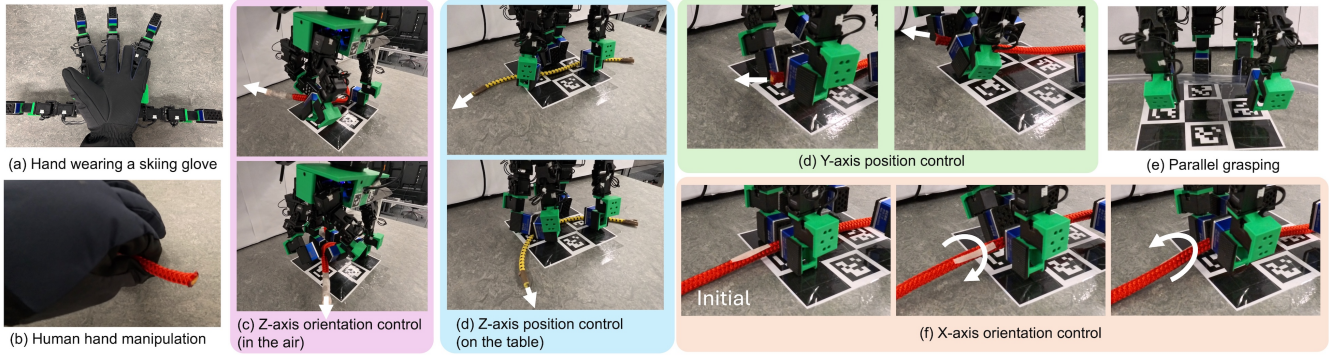 (a) Hand wearing a skiing glove
(b) Human hand manipulation
(c) Z-axis orientation control
(in the air)
(d) Z-axis position control
(on the table)
(d) Y-axis position control
(e) Parallel grasping
Initial
(f) X-axis orientation control